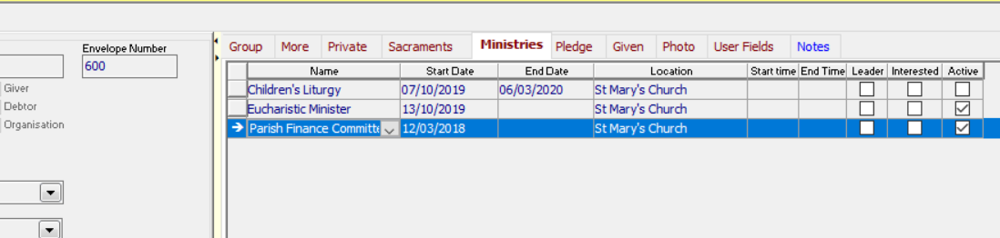 Envelope Number
600
Giver
Debtor
Organisation
Group More Private Sacraments Ministries Pledge Given Photo User Fields Notes
Name Start Date End Date Location Start time End Time Leader Interested Active
Children's Liturgy 07/10/2019 06/03/2020 St Mary's Church
Eucharistic Minister 13/10/2019 St Mary's Church
Parish Finance Committe 12/03/2018 St Mary's Church